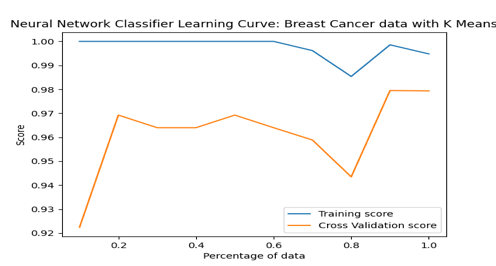 Neural Network Classifier Learning Curve: Breast Cancer data with K Means
1.00
0.99
0.98
0.97
0.96
0.95
0.94
0.93
0.92
Score
Training score
Cross Validation score
0.2 0.4 0.6 0.8 1.0
Percentage of data